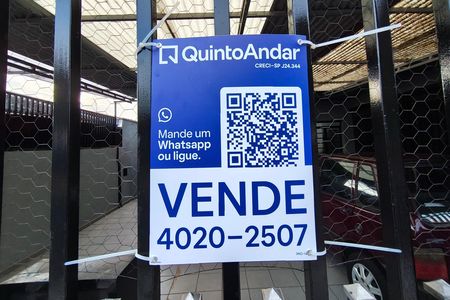 QuintoAndar
CRECI-SP J24.344
Mande um
Whatsapp
ou ligue.
VENDE
4020-2507